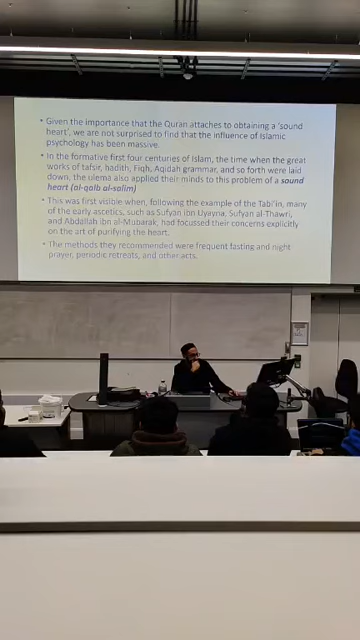 • Given the importance that the Quran attaches to obtaining a 'sound
heart', we are not surprised to find that the influence of Islamic
psychology has been massive.
• In the formative first four centuries of Islam, the time when the great
works of tafsir, hadith, Fiqh, Aqidah grammar, and so forth were laid
down, the ulema also applied their minds to this problem of a sound
heart (al-qalb al-salim)
• This was first visible when, following the example of the Tabi'in, many
of the early ascetics, such as Sufyan ibn Uyayna, Sufyan al-Thawri,
and Abdallah ibn al-Mubarak, had focussed their concerns explicitly
on the art of purifying the heart.
• The methods they recommended were frequent fasting and night
prayer, periodic retreats, and other acts.